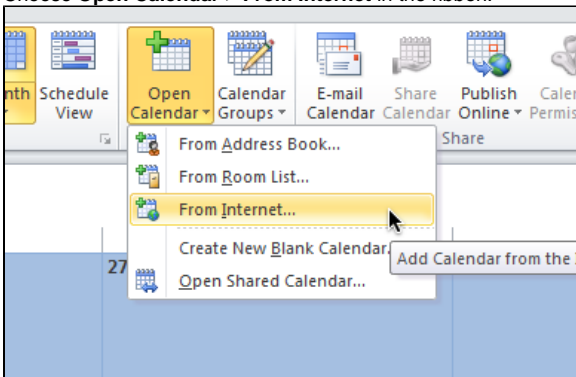 Choose Open Calendar > From Internet in the ribbon.
Schedule Open Calendar E-mail Share Publish
View Calendar Groups Calendar Calendar Online
Share
From Address Book...
From Room List...
From Internet...
Create New Blank Calendar
Add Calendar from the
27
Open Shared Calendar...